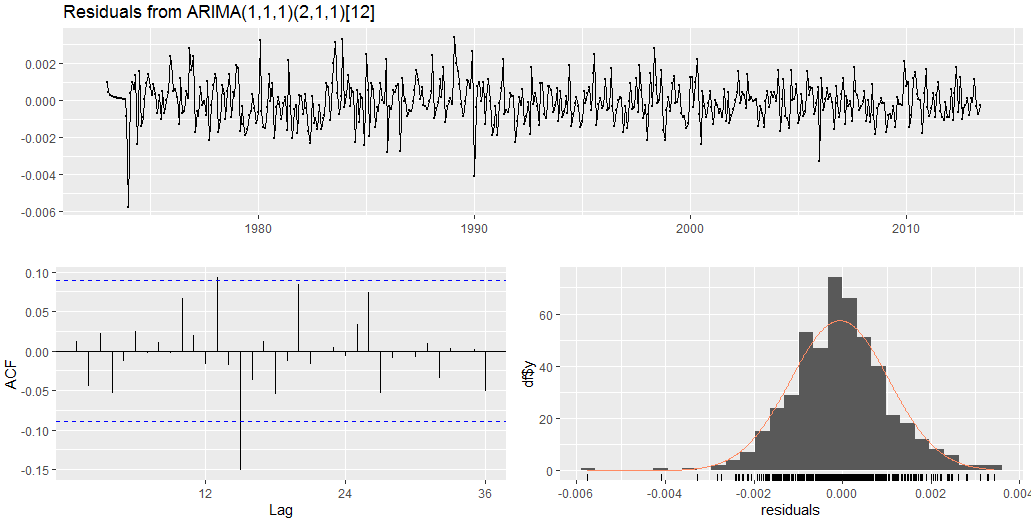 Residuals from ARIMA(1,1,1)(2,1,1)[12]
0.002
0.000
-0.002
-0.004
-0.006
1980 1990 2000 2010
0.10
0.05
0.00
-0.05
-0.10
-0.15
ACF
12 24 36
Lag
60
40
20
0
-0.006 -0.004 -0.002 0.000 0.002 0.004
residuals